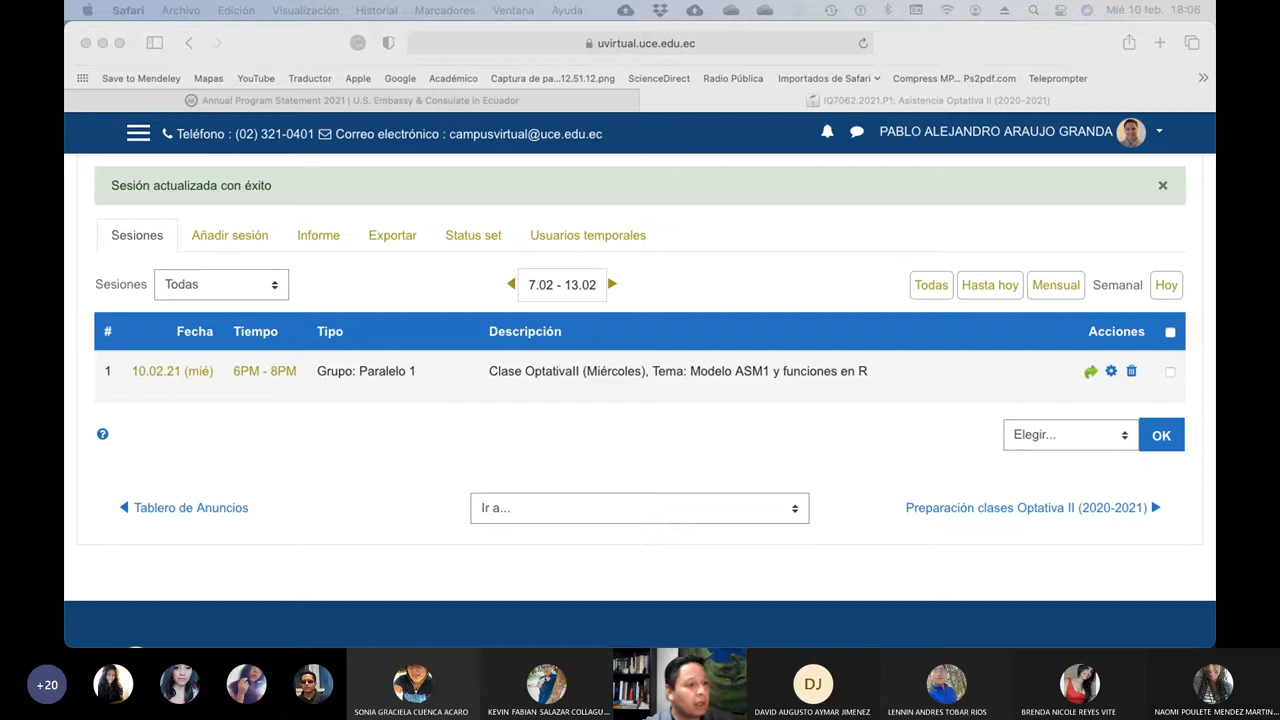 Safari Archivo Edición Visualización Historial Marcadores Ventana Ayuda Mié 10 feb. 18:06
uvirtual.uce.edu.ec
Save to Mendeley Mapas YouTube Traductor Apple Google Académico Captura de pa...12.51.12.png ScienceDirect Radio Pública Importados de Safari Compress MP... Ps2pdf.com Teleprompter
Annual Program Statement 2021 | U.S. Embassy & Consulate in Ecuador IQ7062.2021.P1: Asistencia Optativa II (2020-2021)
Teléfono : (02) 321-0401 Correo electrónico : campusvirtual@uce.edu.ec PABLO ALEJANDRO ARAUJO GRANDA
Sesión actualizada con éxito ×
Sesiones Añadir sesión Informe Exportar Status set Usuarios temporales
Sesiones Todas 7.02 - 13.02 Todas Hasta hoy Mensual Semanal Hoy
# Fecha Tiempo Tipo Descripción Acciones
1 10.02.21 (mié) 6PM - 8PM Grupo: Paralelo 1 Clase OptativaII (Miércoles), Tema: Modelo ASM1 y funciones en R
? Elegir... OK
Tablero de Anuncios Ir a... Preparación clases Optativa II (2020-2021)
+20 DJ
SONIA GRACIELA CUENCA ACARO KEVIN FABIAN SALAZAR COLLAGU... DAVID AUGUSTO AYMAR JIMENEZ LENNIN ANDRES TOBAR RIOS BRENDA NICOLE REYES VITE NAOMI POULETE MENDEZ MARTIN...